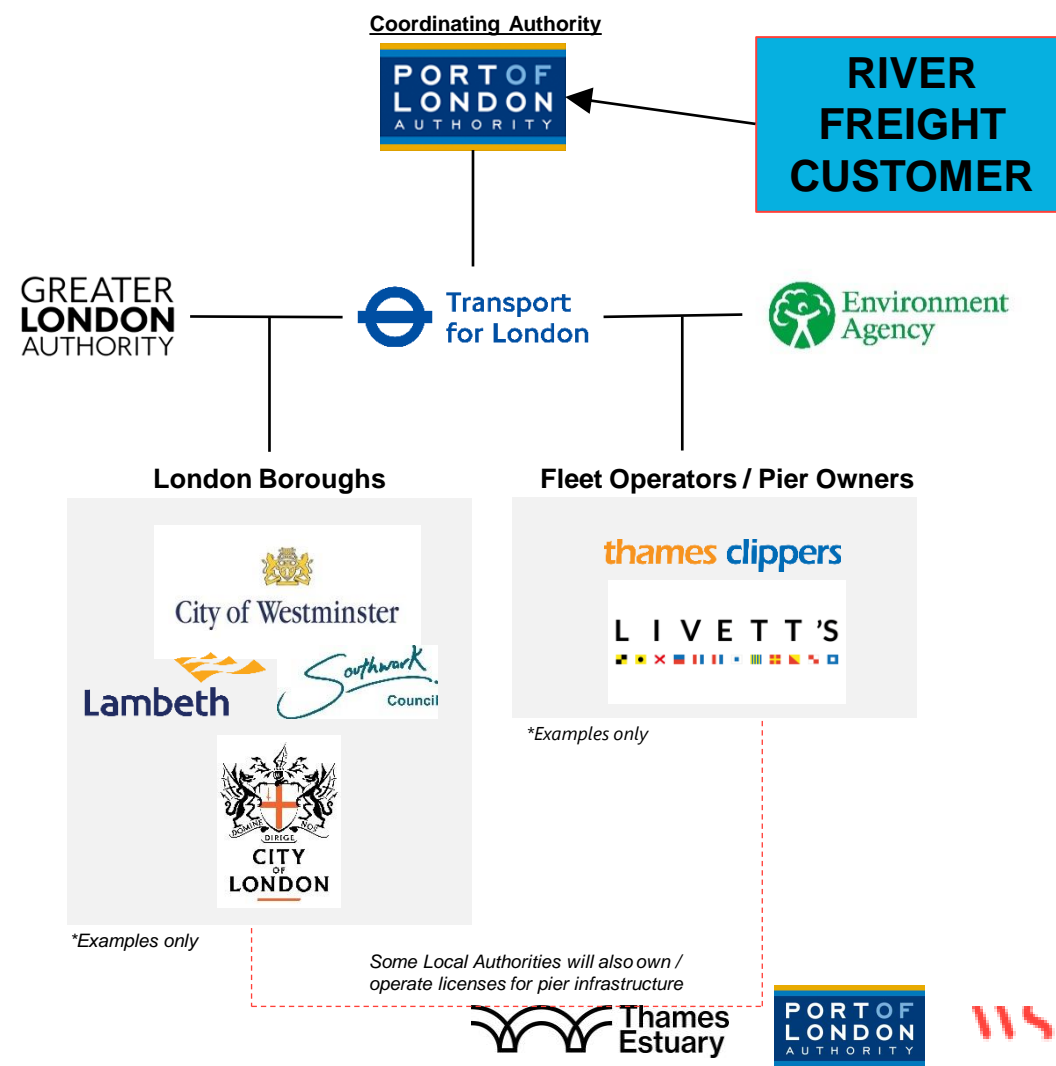 Coordinating Authority
PORT OF
LONDON
AUTHORITY
RIVER
FREIGHT
CUSTOMER
GREATER
LONDON
AUTHORITY
Transport
for London
Environment
Agency
London Boroughs
Fleet Operators / Pier Owners
City of Westminster
Lambeth
Southwark
Council
DOMINE NOS
DIRIGE
CITY
OF
LONDON
*Examples only
thames clippers
LIVETT'S
*Examples only
Some Local Authorities will also own /
operate licenses for pier infrastructure
Thames
Estuary
PORT OF
LONDON
AUTHORITY